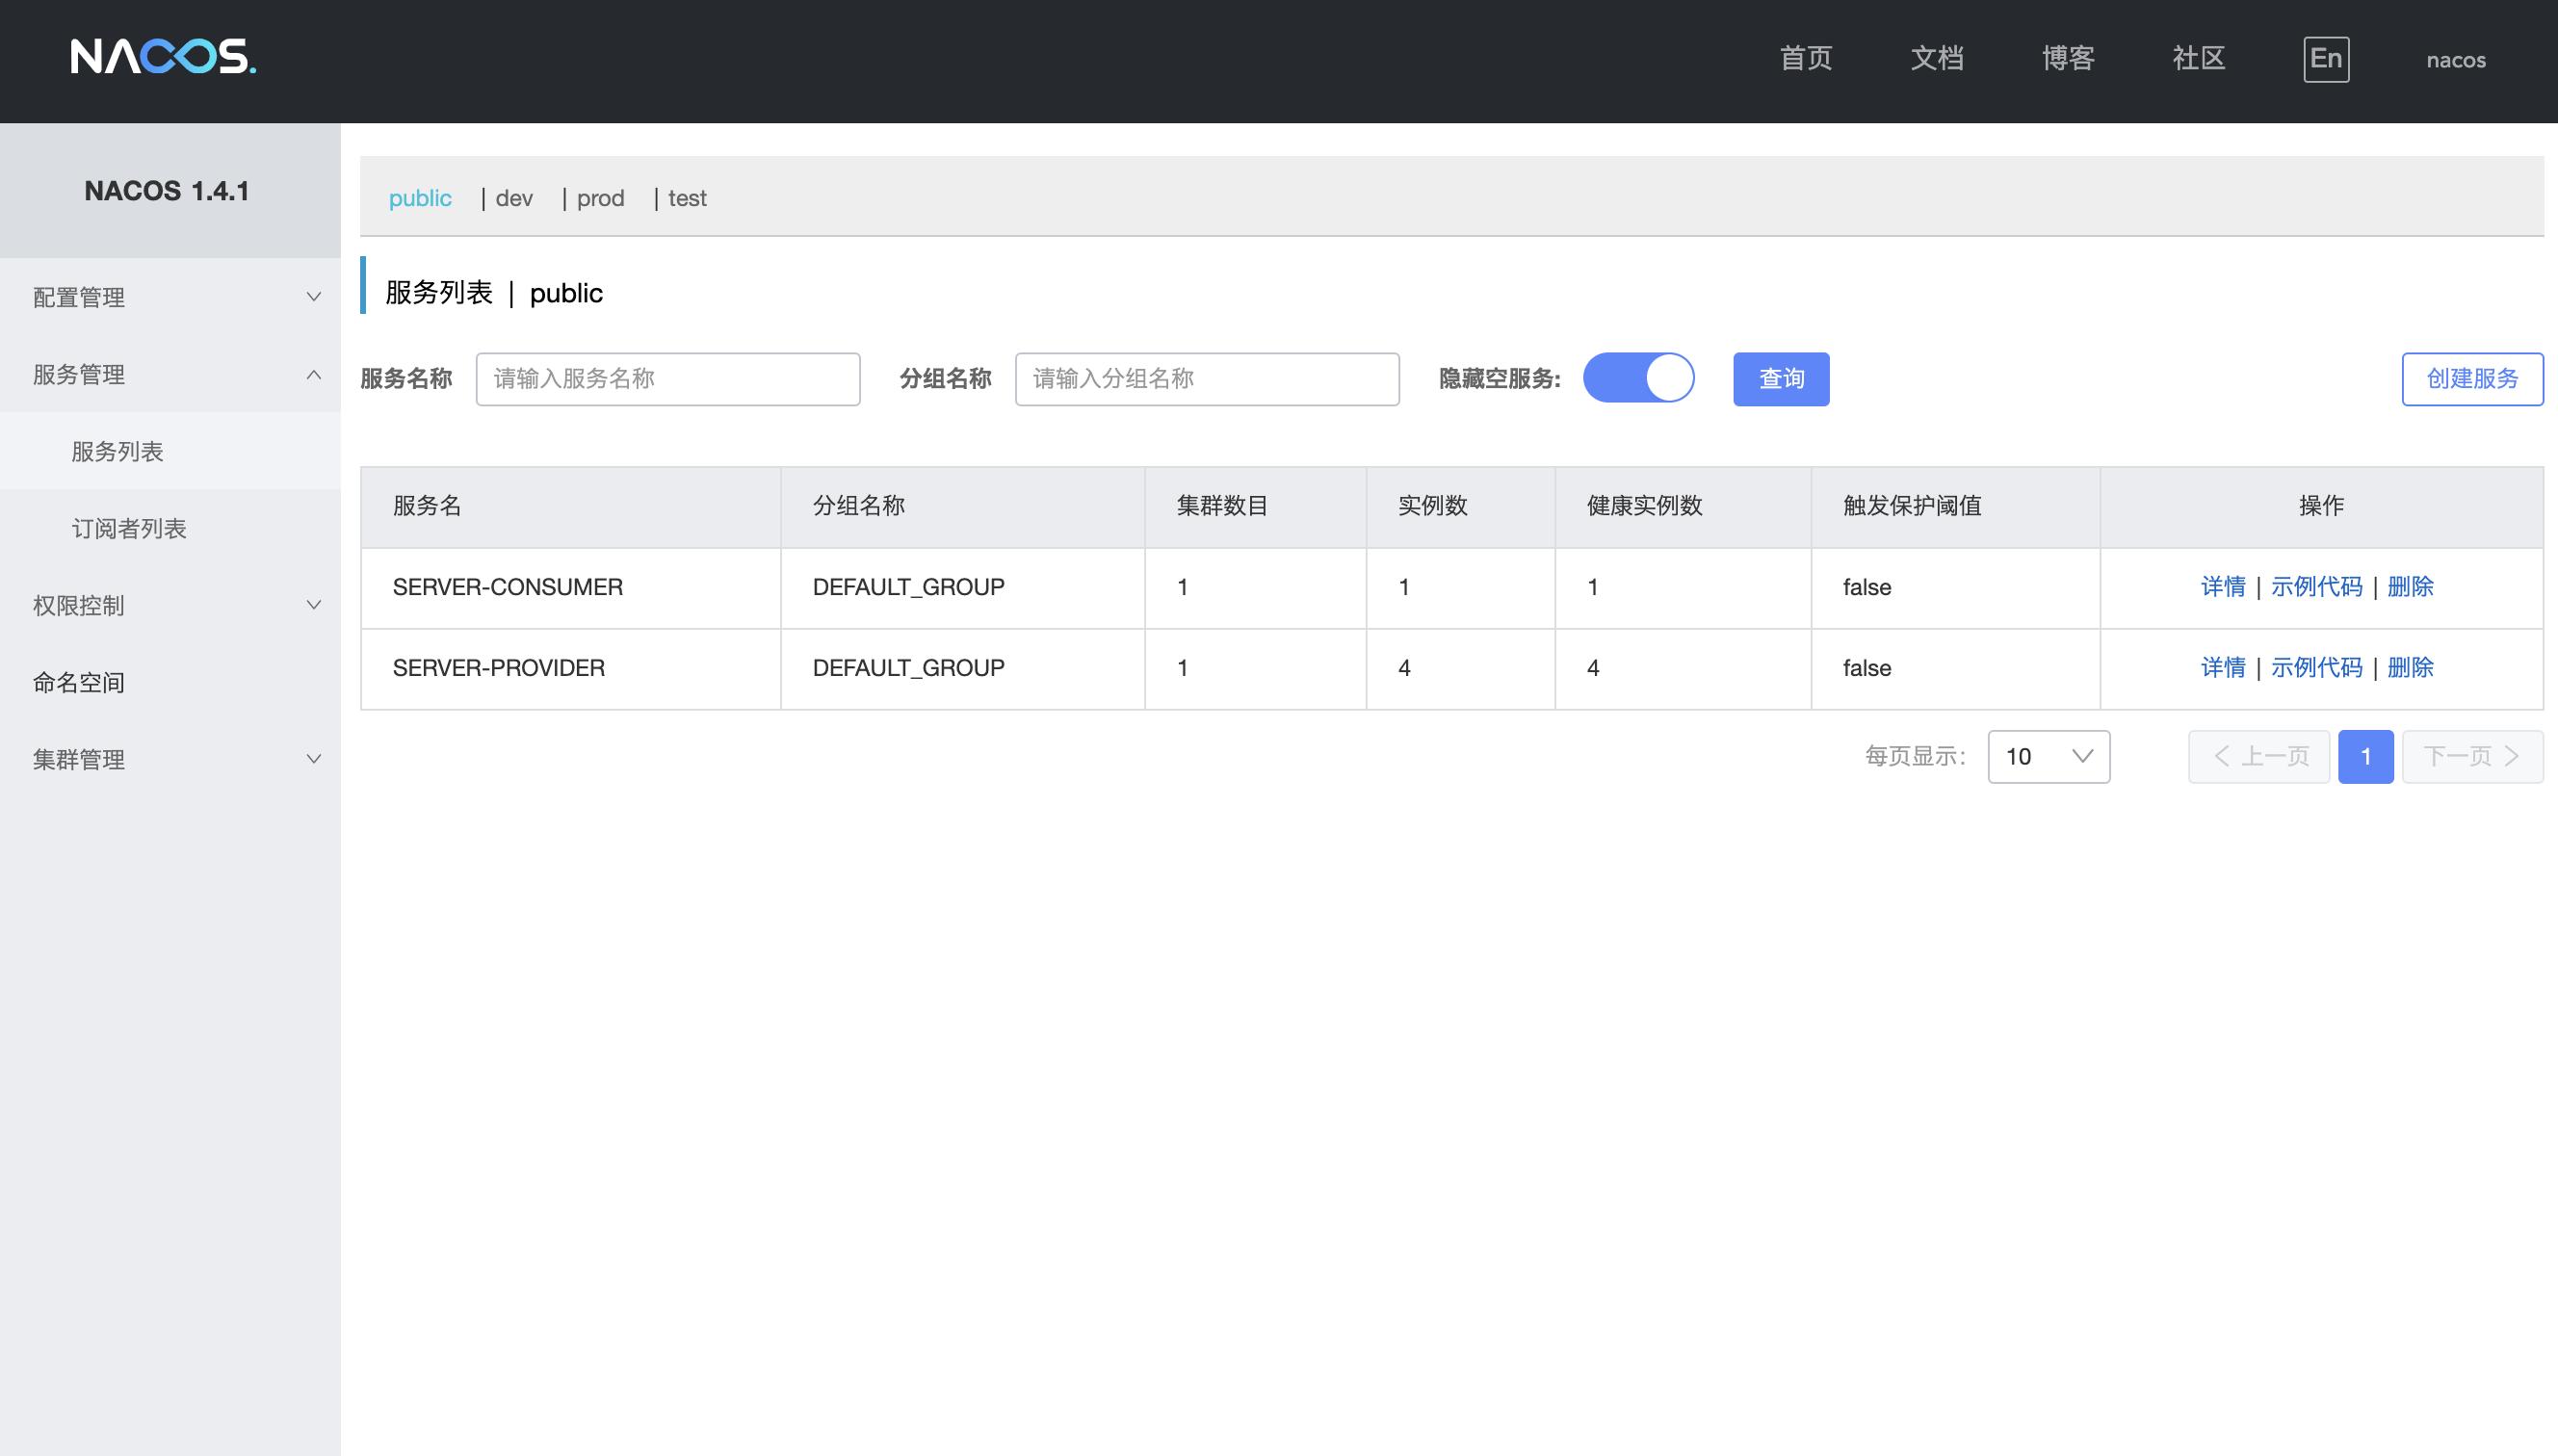 NACOS.
首页 文档 博客 社区 En nacos
NACOS 1.4.1
配置管理
服务管理
服务列表
订阅者列表
权限控制
命名空间
集群管理
public | dev | prod | test
服务列表 | public
服务名称 请输入服务名称 分组名称 请输入分组名称 隐藏空服务: 查询 创建服务
服务名 分组名称 集群数目 实例数 健康实例数 触发保护阈值 操作
SERVER-CONSUMER DEFAULT_GROUP 1 1 1 false 详情 | 示例代码 | 删除
SERVER-PROVIDER DEFAULT_GROUP 1 4 4 false 详情 | 示例代码 | 删除
每页显示: 10 上一页 1 下一页